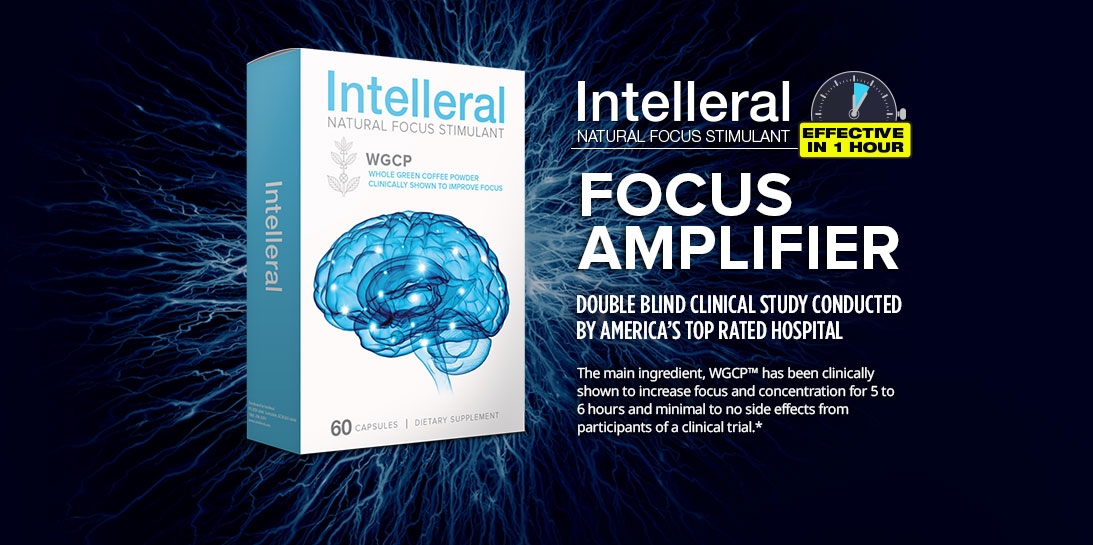 Intelleral
NATURAL FOCUS STIMULANT
WGCP
WHOLE GREEN COFFEE POWDER
CLINICALLY SHOWN TO IMPROVE FOCUS
Intelleral
60 CAPSULES | DIETARY SUPPLEMENT
Intelleral
NATURAL FOCUS STIMULANT
EFFECTIVE
IN 1 HOUR
FOCUS
AMPLIFIER
DOUBLE BLIND CLINICAL STUDY CONDUCTED
BY AMERICA'S TOP RATED HOSPITAL
The main ingredient, WGCP™ has been clinically
shown to increase focus and concentration for 5 to
6 hours and minimal to no side effects from
participants of a clinical trial.*